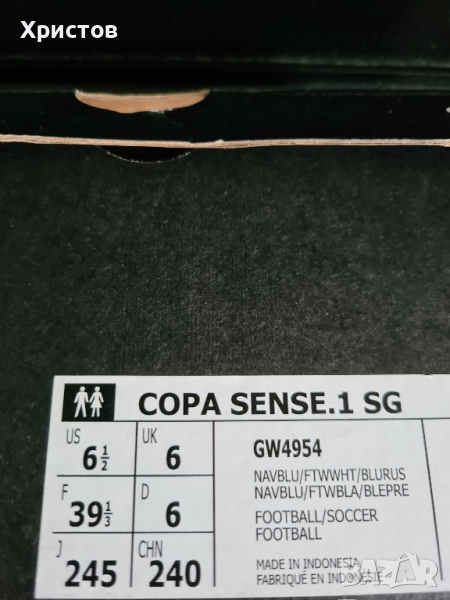 Христов
COPA SENSE.1 SG
US
6 1/2
UK
6
F
39 1/3
D
6
J
245
CHN
240
GW4954
NAVBLU/FTWWHT/BLURUS
NAVBLU/FTWBLA/BLEPRE
FOOTBALL/SOCCER
FOOTBALL
MADE IN INDONESIA
FABRIQUÉ EN INDONÉSIE
BAZAR